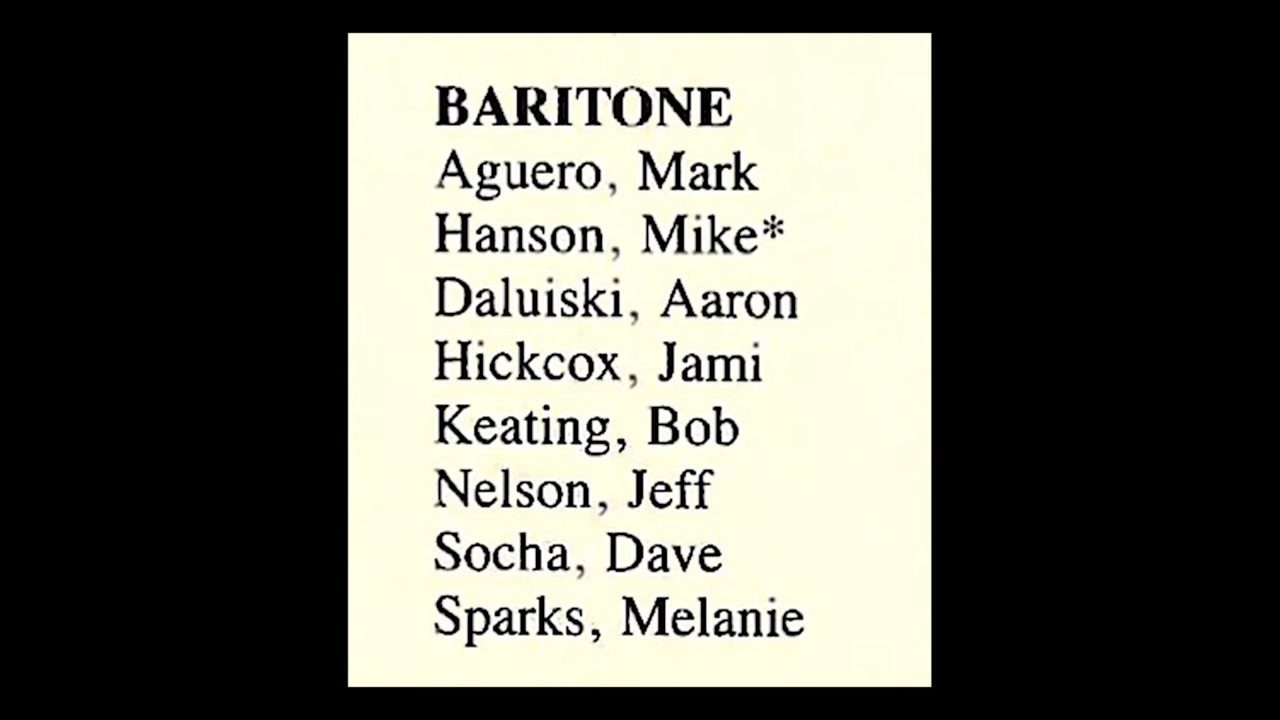 BARITONE
Aguero, Mark
Hanson, Mike*
Daluiski, Aaron
Hickcox, Jami
Keating, Bob
Nelson, Jeff
Socha, Dave
Sparks, Melanie